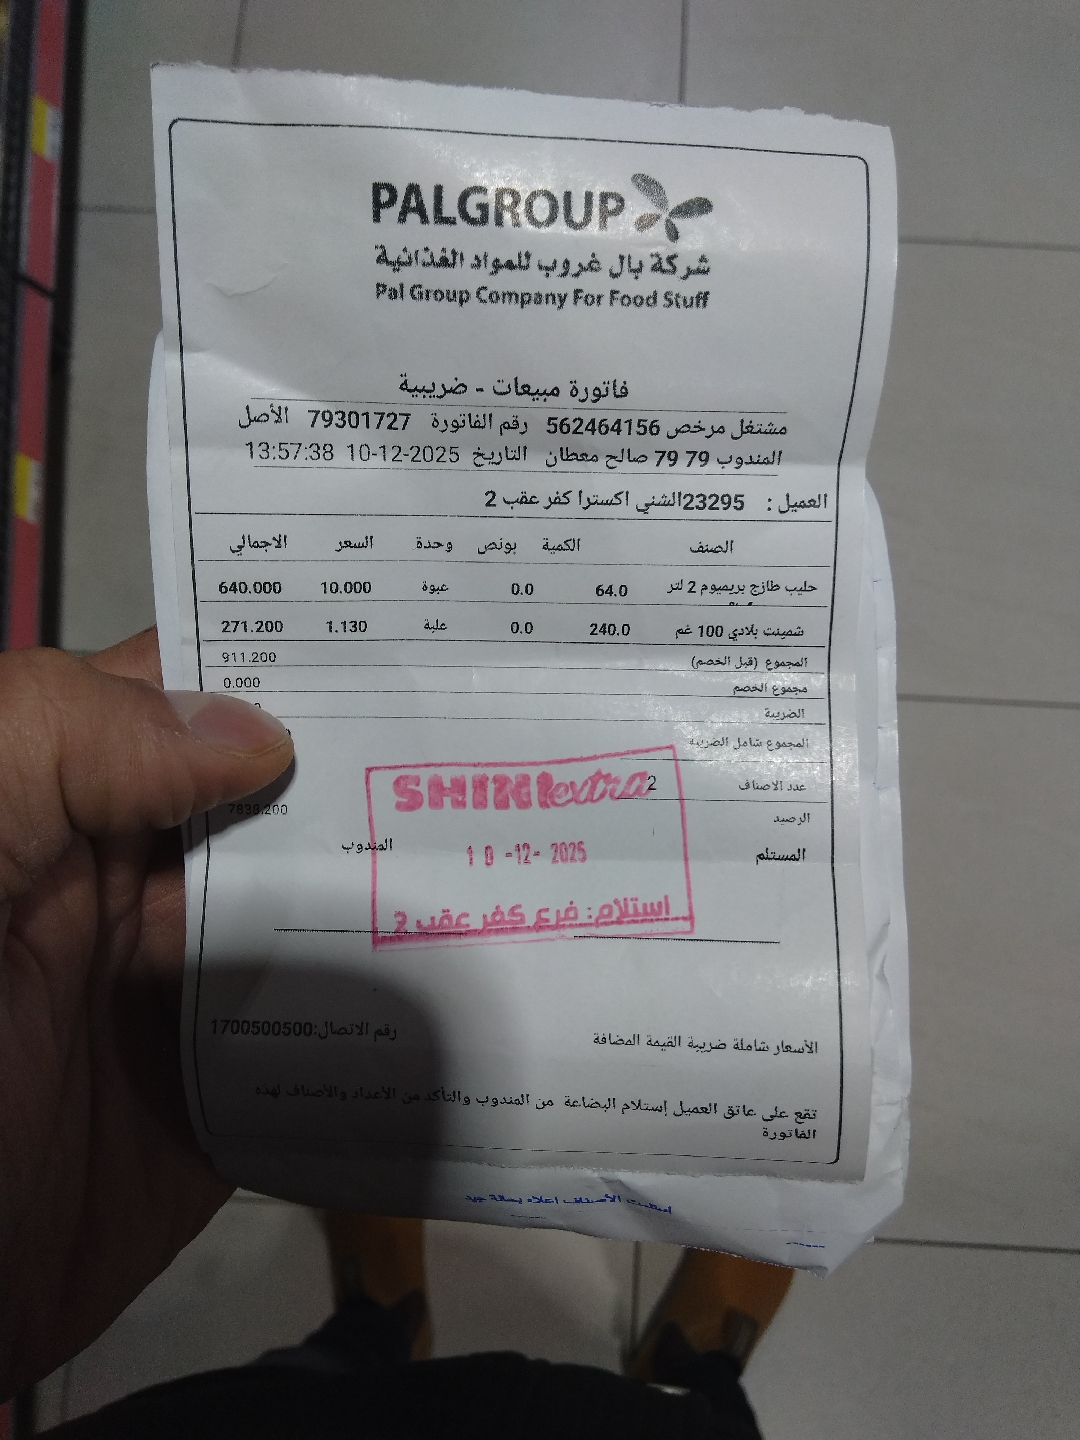 PALGROUP
شركة بال غروب للمواد الغذائية
Pal Group Company For Food Stuff
فاتورة مبيعات - ضريبية
مشتغل مرخص 562464156 رقم الفاتورة 79301727 الأصل
المندوب 79 79 صالح معطان التاريخ 10-12-2025 13:57:38
العميل : 23295الشني اكسترا كفر عقب 2
الصنف الكمية بونص وحدة السعر الاجمالي
حليب طازج بريميوم 2 لتر 64.0 0.0 عبوة 10.000 640.000
شمينت بلادي 100 غم 240.0 0.0 علبة 1.130 271.200
المجموع (قبل الخصم) 911.200
مجموع الخصم 0.000
الضريبة
المجموع شامل الضريبة
عدد الاصناف 2
الرصيد 7838.200
المستلم المندوب
SHINI extra
10 -12- 2025
استلام: فرع كفر عقب 2
الأسعار شاملة ضريبة القيمة المضافة رقم الاتصال:1700500500
تقع على عاتق العميل إستلام البضاعة من المندوب والتأكد من الأعداد والأصناف لهذه
الفاتورة
الأصناف اعلاه بحالة